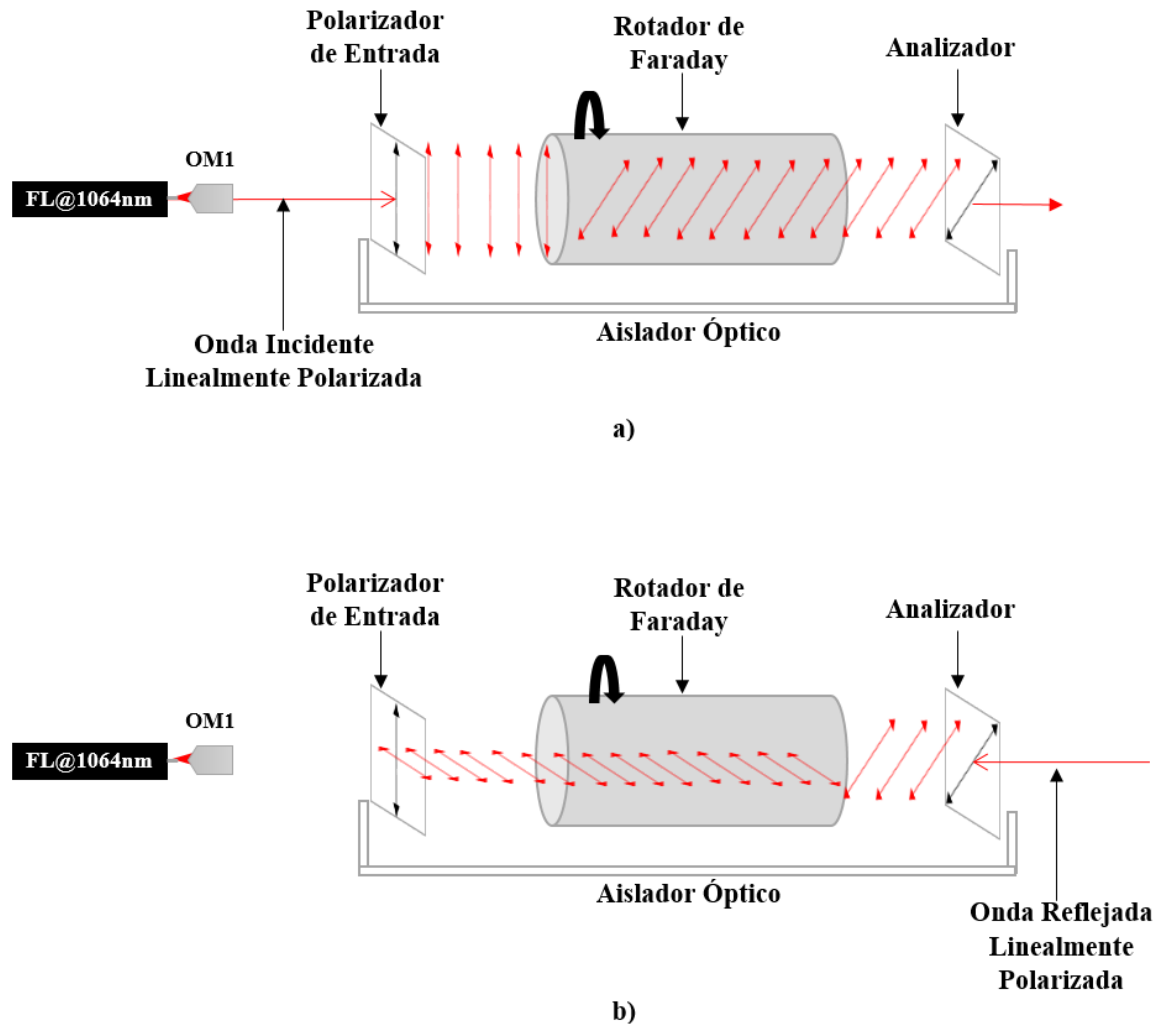 Polarizador
de Entrada
Rotador de
Faraday
Analizador
OM1
FL@1064nm
Aislador Óptico
Onda Incidente
Linealmente Polarizada
a)
Polarizador
de Entrada
Rotador de
Faraday
Analizador
OM1
FL@1064nm
Aislador Óptico
Onda Reflejada
Linealmente
Polarizada
b)